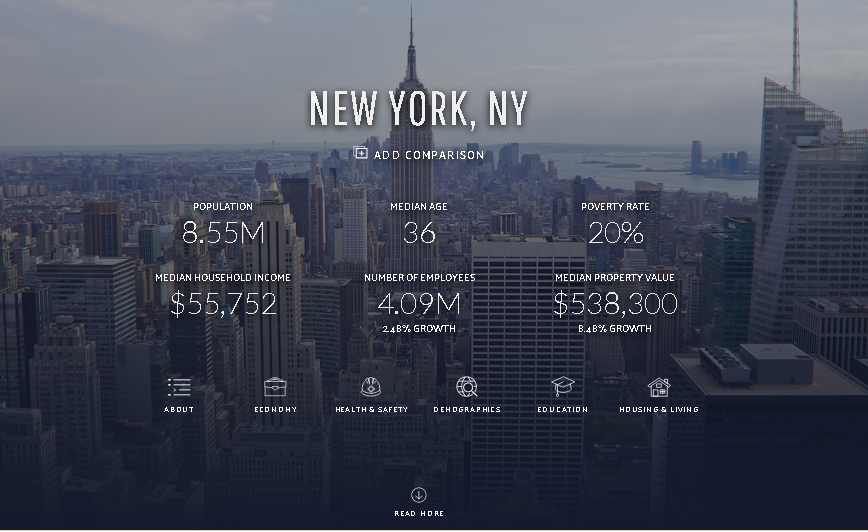 NEW YORK, NY
ADD COMPARISON
POPULATION
8.55M
MEDIAN AGE
36
POVERTY RATE
20%
MEDIAN HOUSEHOLD INCOME
$55,752
NUMBER OF EMPLOYEES
4.09M
2.48% GROWTH
MEDIAN PROPERTY VALUE
$538,300
8.48% GROWTH
ABOUT
ECONOMY
HEALTH & SAFETY
DEMOGRAPHICS
EDUCATION
HOUSING & LIVING
READ MORE